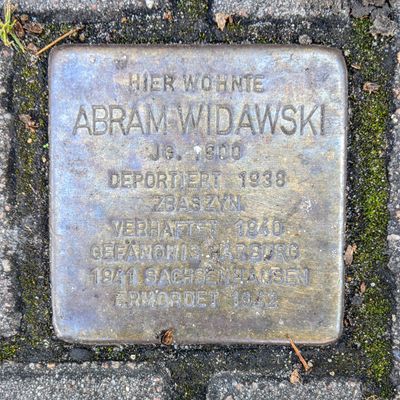 HIER WOHNTE
ABRAM WIDAWSKI
JG. 1900
DEPORTIERT 1938
ZBASZYN
VERHAFTET 1940
GEFÄNGNIS HARBURG
1941 SACHSENHAUSEN
ERMORDET 1942